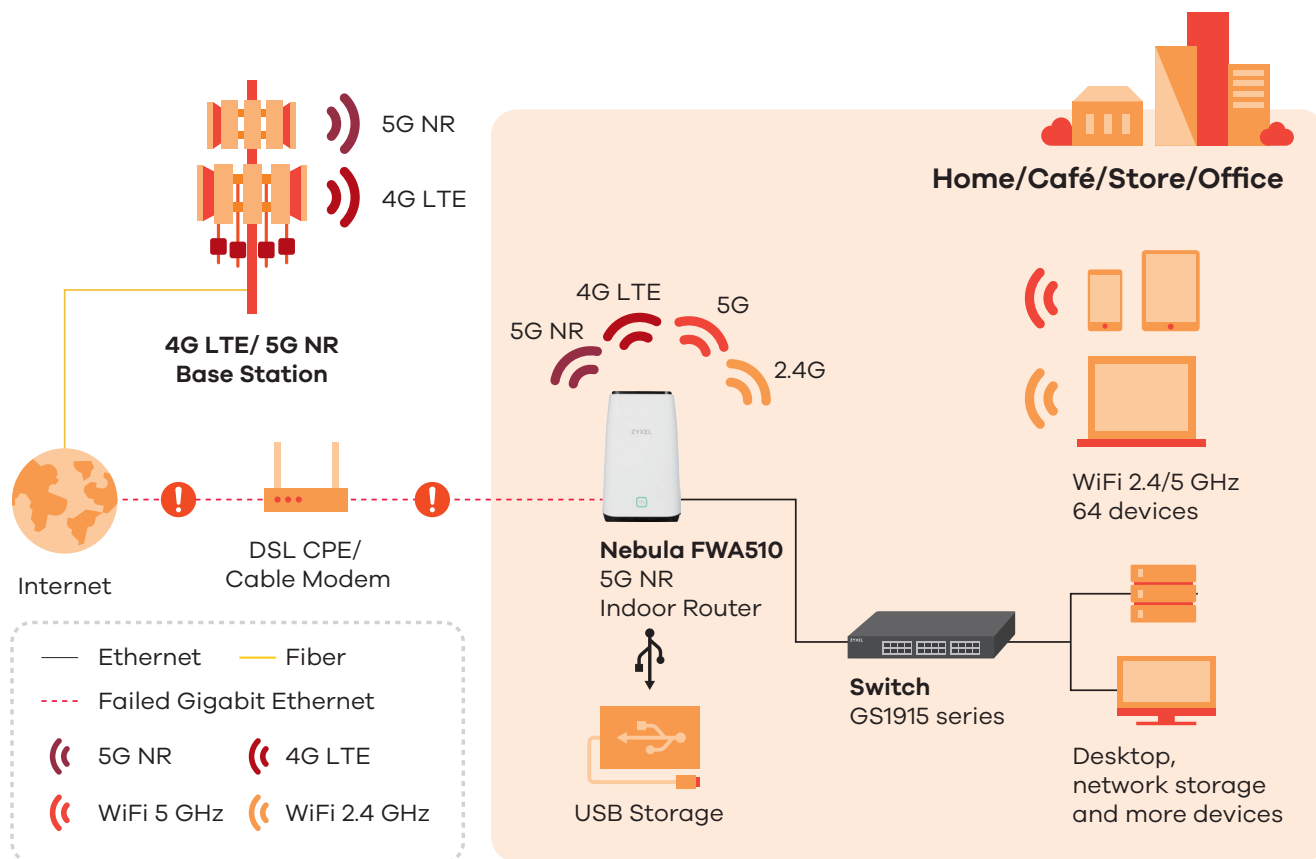 5G NR
4G LTE
4G LTE/ 5G NR
Base Station
Home/Café/Store/Office
4G LTE
5G
5G NR
2.4G
ZYXEL
Internet
DSL CPE/
Cable Modem
Nebula FWA510
5G NR
Indoor Router
USB Storage
ZYXEL
Switch
GS1915 series
WiFi 2.4/5 GHz
64 devices
Desktop,
network storage
and more devices
Ethernet
Fiber
Failed Gigabit Ethernet
5G NR
4G LTE
WiFi 5 GHz
WiFi 2.4 GHz